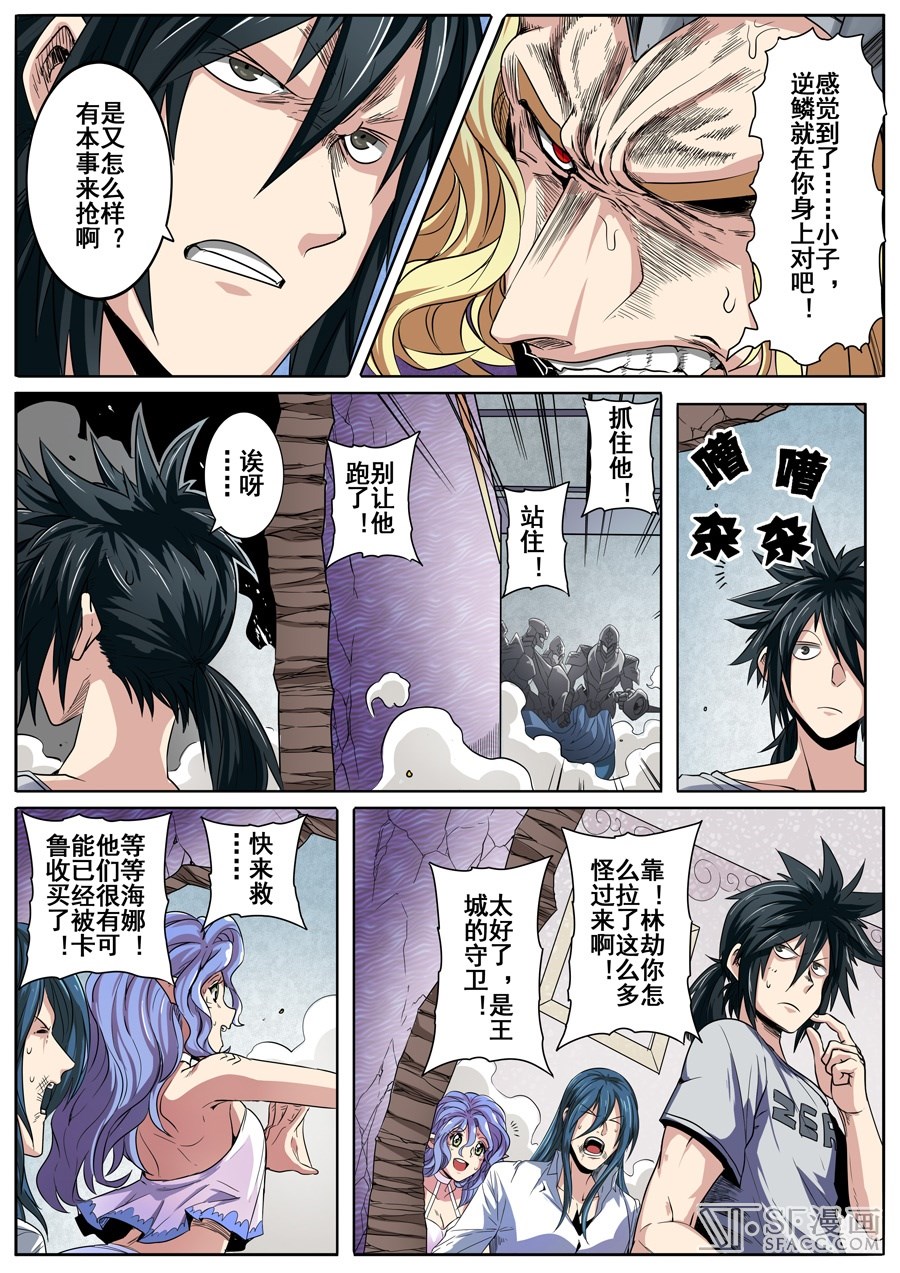 感觉到了……小子，
逆鳞就在你身上对吧！
是又怎么样？
有本事来抢
啊
嘈杂
嘈杂
抓住他！
站住！
别让他
跑了！
诶呀
……
靠！林劫你怎
么拉了这么多
怪过来啊！
太好了，是王
城的守卫！
快来救
……
等等海娜！
他们很有可
能已经被卡
鲁收买了！
ZER
SF漫画
SFACG.COM